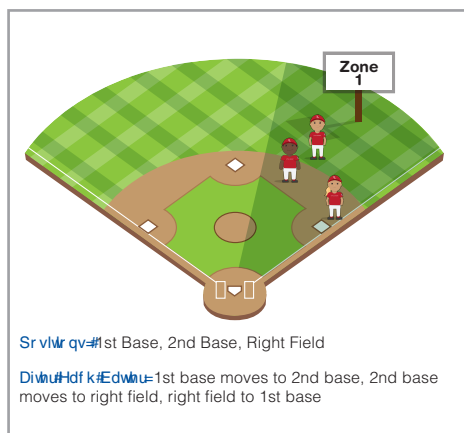 Zone
1
Sr vlwlr qv=#1st Base, 2nd Base, Right Field
Diwhu#Hdf k#Edwwhu= 1st base moves to 2nd base, 2nd base
moves to right field, right field to 1st base